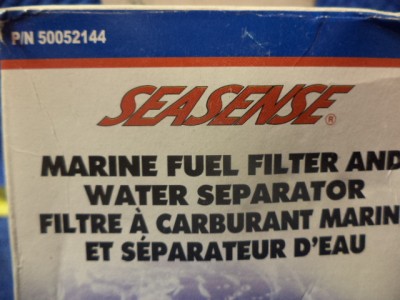 P/N 50052144
SEASENSE®
MARINE FUEL FILTER AND
WATER SEPARATOR
FILTRE À CARBURANT MARIN
ET SÉPARATEUR D'EAU